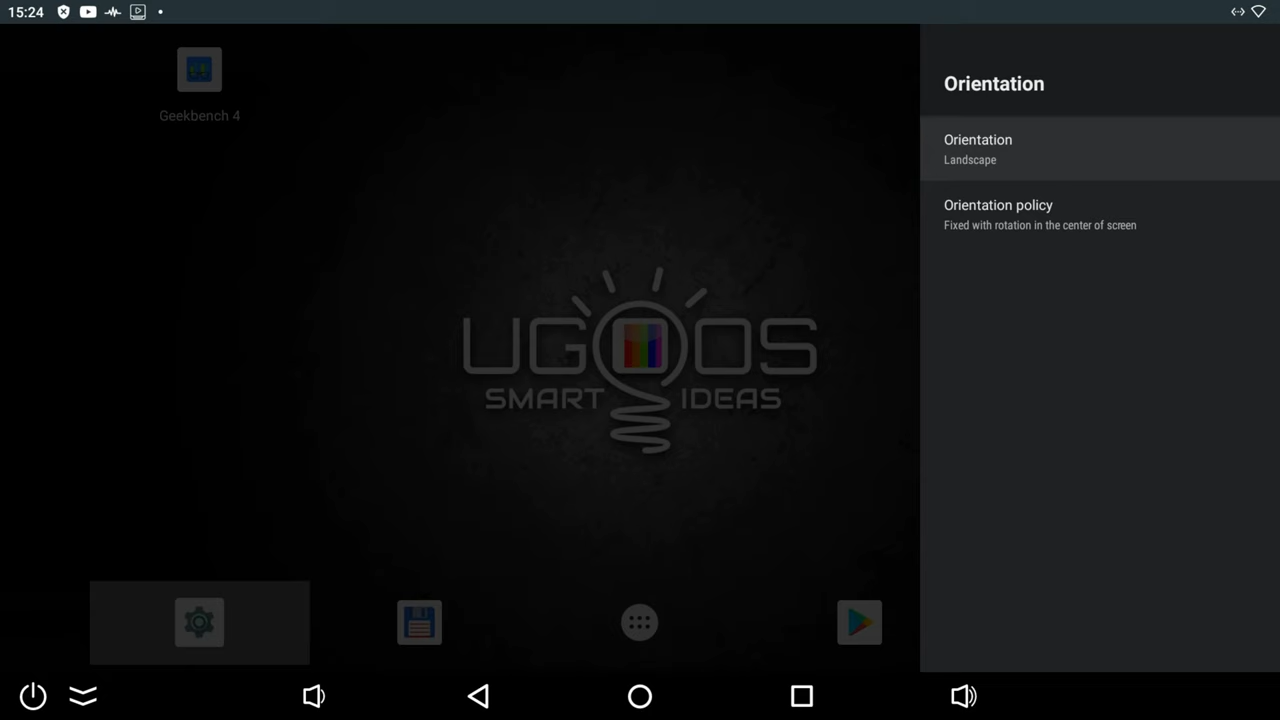 15:24
Geekbench 4
Orientation
Orientation
Landscape
Orientation policy
Fixed with rotation in the center of screen
UGOOS
SMART IDEAS